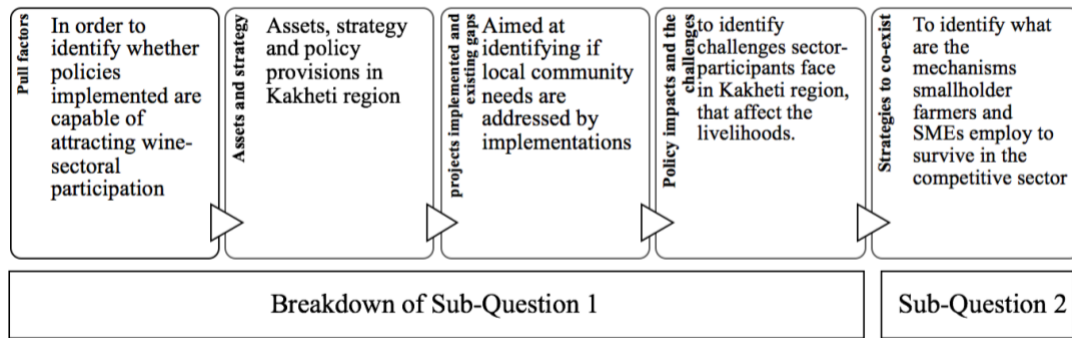 Pull factors
In order to
identify whether
policies
implemented are
capable of
attracting wine-
sectoral
participation
Assets and strategy
Assets, strategy
and policy
provisions in
Kakheti region
projects implemented and
existing gaps
Aimed at
identifying if
local community
needs are
addressed by
implementations
Policy impacts and the
challenges
to identify
challenges sector-
participants face
in Kakheti region,
that affect the
livelihoods.
Strategies to co-exist
To identify what
are the
mechanisms
smallholder
farmers and
SMEs employ to
survive in the
competitive sector
Breakdown of Sub-Question 1
Sub-Question 2